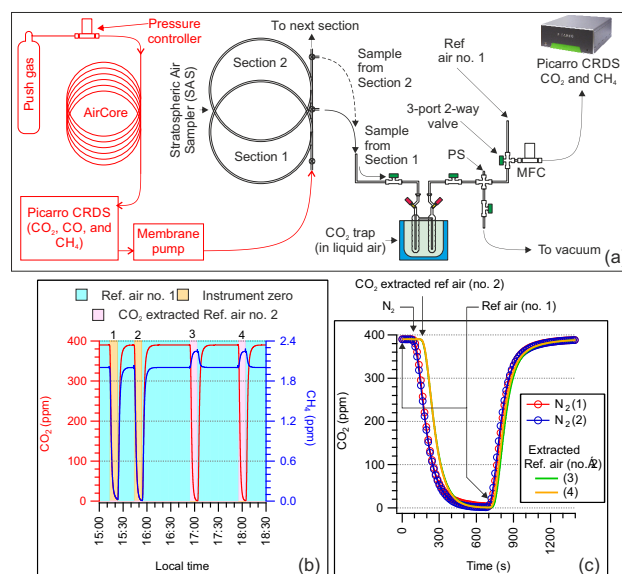 Pressure
controller
Push gas
AirCore
Picarro CRDS
(CO₂, CO, and
CH₄)
Membrane
pump
Stratospheric Air
Sampler (SAS)
To next section
Section 2
Section 1
Sample
from
Section 2
Sample
from
Section 1
CO₂ trap
(in liquid air)
Ref
air no. 1
3-port 2-way
valve
PS
MFC
Picarro CRDS
CO₂ and CH₄
To vacuum
(a)
Ref. air no. 1
Instrument zero
CO₂ extracted Ref. air no. 2
1 2 3 4
400
300
200
100
0
CO₂ (ppm)
2.4
1.8
1.2
0.6
0.0
CH₄ (ppm)
15:00
15:30
16:00
16:30
17:00
17:30
18:00
18:30
Local time
(b)
CO₂ extracted ref air (no. 2)
N₂
Ref air (no. 1)
400
300
200
100
0
CO₂ (ppm)
N₂(1)
N₂(2)
Extracted
Ref. air (no. 2)
(3)
(4)
0 300 600 900 1200
Time (s)
(c)